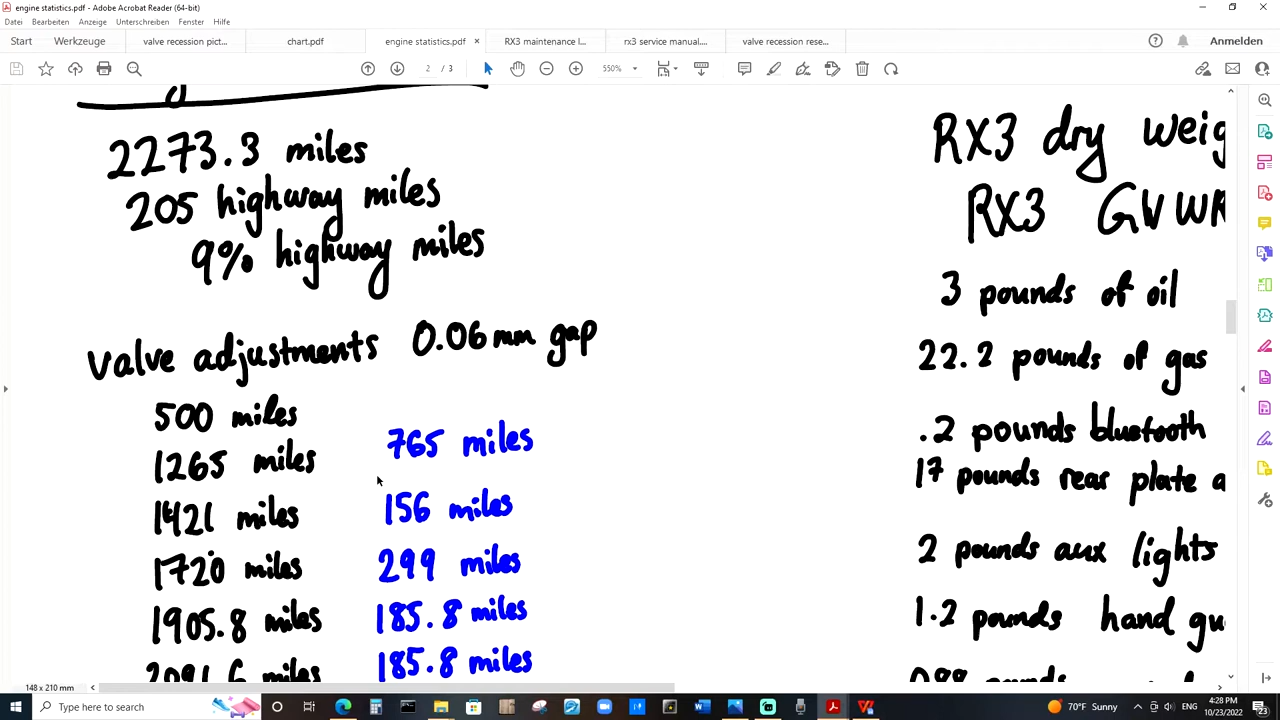 engine statistics.pdf - Adobe Acrobat Reader (64-bit)
Datei Bearbeiten Anzeige Unterschreiben Fenster Hilfe
Start Werkzeuge valve recession pict... chart.pdf engine statistics.pdf × RX3 maintenance l... rx3 service manual.... valve recession rese... Anmelden
2 / 3 550%
2273.3 miles
205 highway miles
9% highway miles
valve adjustments 0.06 mm gap
500 miles
1265 miles
1421 miles
1720 miles
1905.8 miles
2091.6 miles
765 miles
156 miles
299 miles
185.8 miles
185.8 miles
RX3 dry weig
RX3 GVWR
3 pounds of oil
22.2 pounds of gas
.2 pounds bluetooth
17 pounds rear plate a
2 pounds aux lights
1.2 pounds hand gu
148 x 210 mm
Type here to search
70°F Sunny
4:28 PM
10/23/2022